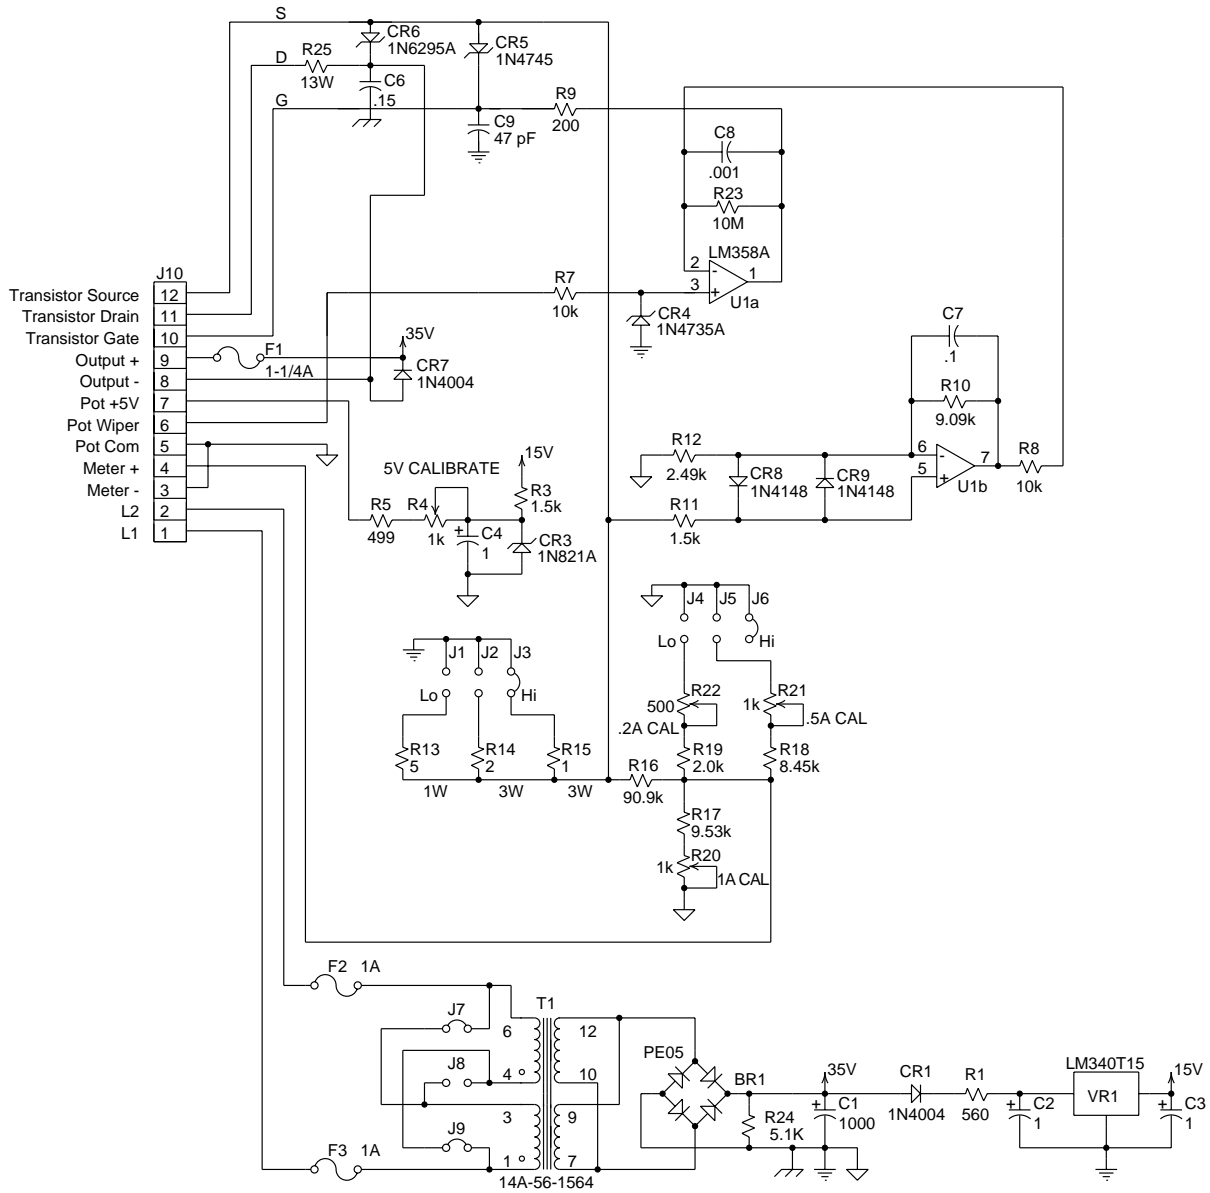 S
CR6
1N6295A
CR5
1N4745
D
R25
13W
C6
.15
G
R9
200
C9
47 pF
C8
.001
R23
10M
LM358A
2
-
1
3
+
U1a
J10
Transistor Source 12
Transistor Drain 11
Transistor Gate 10
Output + 9
Output - 8
Pot +5V 7
Pot Wiper 6
Pot Com 5
Meter + 4
Meter - 3
L2 2
L1 1
R7
10k
CR4
1N4735A
F1
1-1/4A
35V
CR7
1N4004
C7
.1
R10
9.09k
R12
2.49k
CR8
1N4148
CR9
1N4148
6
-
5
+
7
U1b
R8
10k
R11
1.5k
5V CALIBRATE
15V
R3
1.5k
R5
499
R4
1k
+
C4
1
CR3
1N821A
J4 J5 J6
Lo Hi
J1 J2 J3
Lo Hi
R22
500
.2A CAL
R21
1k
.5A CAL
R13
5
1W
R14
2
3W
R15
1
3W
R16
90.9k
R19
2.0k
R18
8.45k
R17
9.53k
R20
1k
1A CAL
F2 1A
J7
J8
J9
F3 1A
T1
6
4
3
1
12
10
9
7
14A-56-1564
PE05
BR1
R24
5.1K
35V
+
C1
1000
CR1
1N4004
R1
560
+
C2
1
LM340T15
VR1
15V
+
C3
1